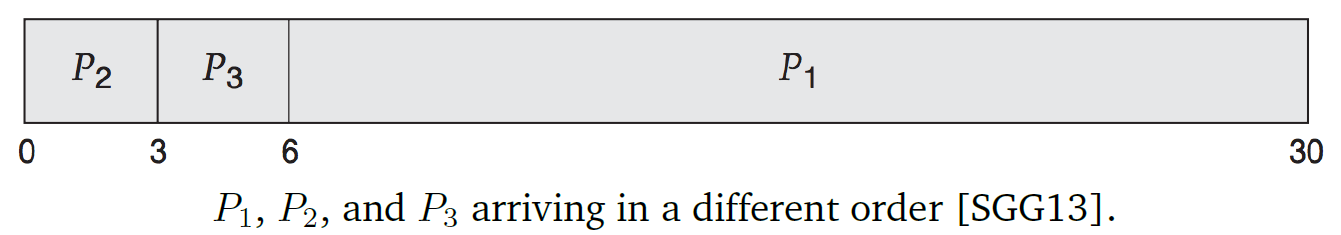 P2 P3 P1
0 3 6 30
P1, P2, and P3 arriving in a different order [SGG13].